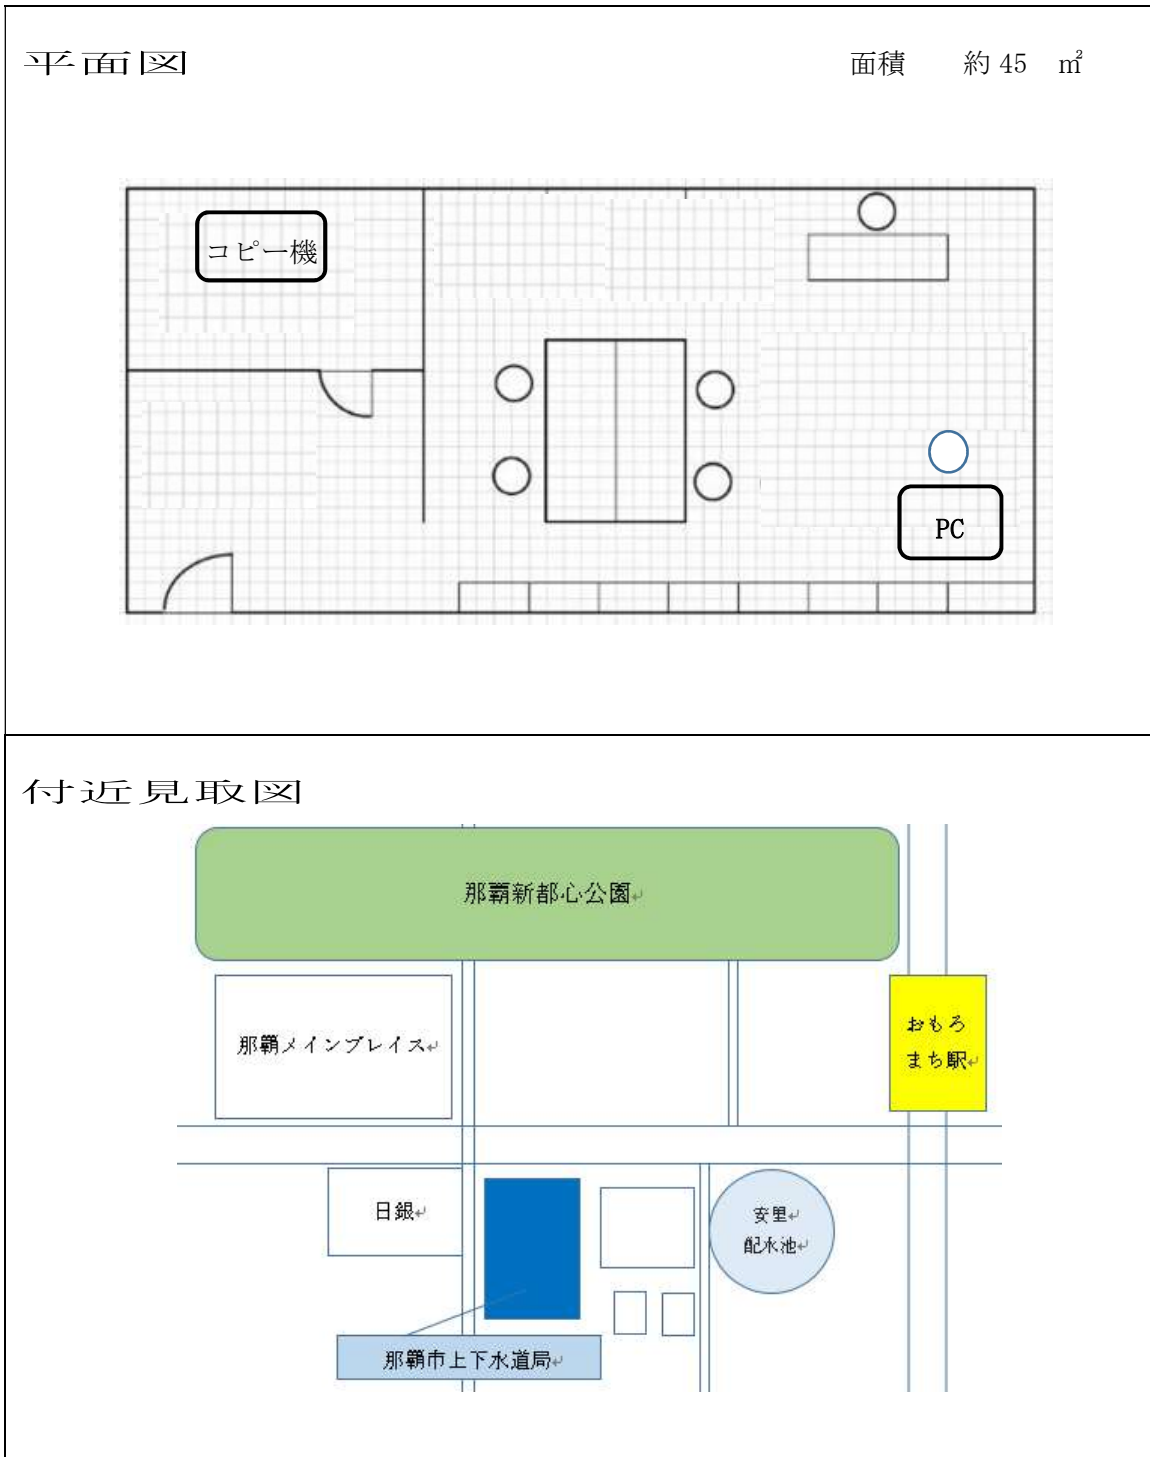 平面図
面積 約 45 ㎡
コピー機
PC
付近見取図
那覇新都心公園↵
那覇メインプレイス↵
おもろ
まち駅↵
日銀↵
安里↵
配水池↵
那覇市上下水道局↵